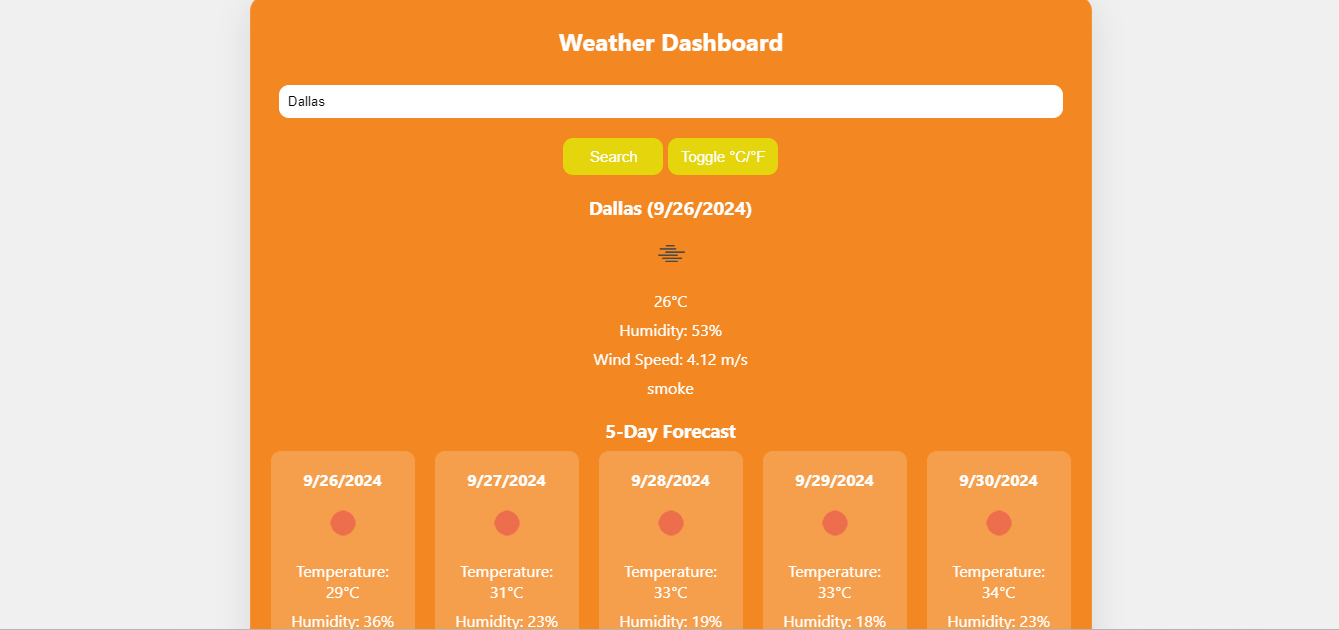 Weather Dashboard
Dallas
Search Toggle °C/°F
Dallas (9/26/2024)
26°C
Humidity: 53%
Wind Speed: 4.12 m/s
smoke
5-Day Forecast
9/26/2024
Temperature:
29°C
Humidity: 36%
9/27/2024
Temperature:
31°C
Humidity: 23%
9/28/2024
Temperature:
33°C
Humidity: 19%
9/29/2024
Temperature:
33°C
Humidity: 18%
9/30/2024
Temperature:
34°C
Humidity: 23%